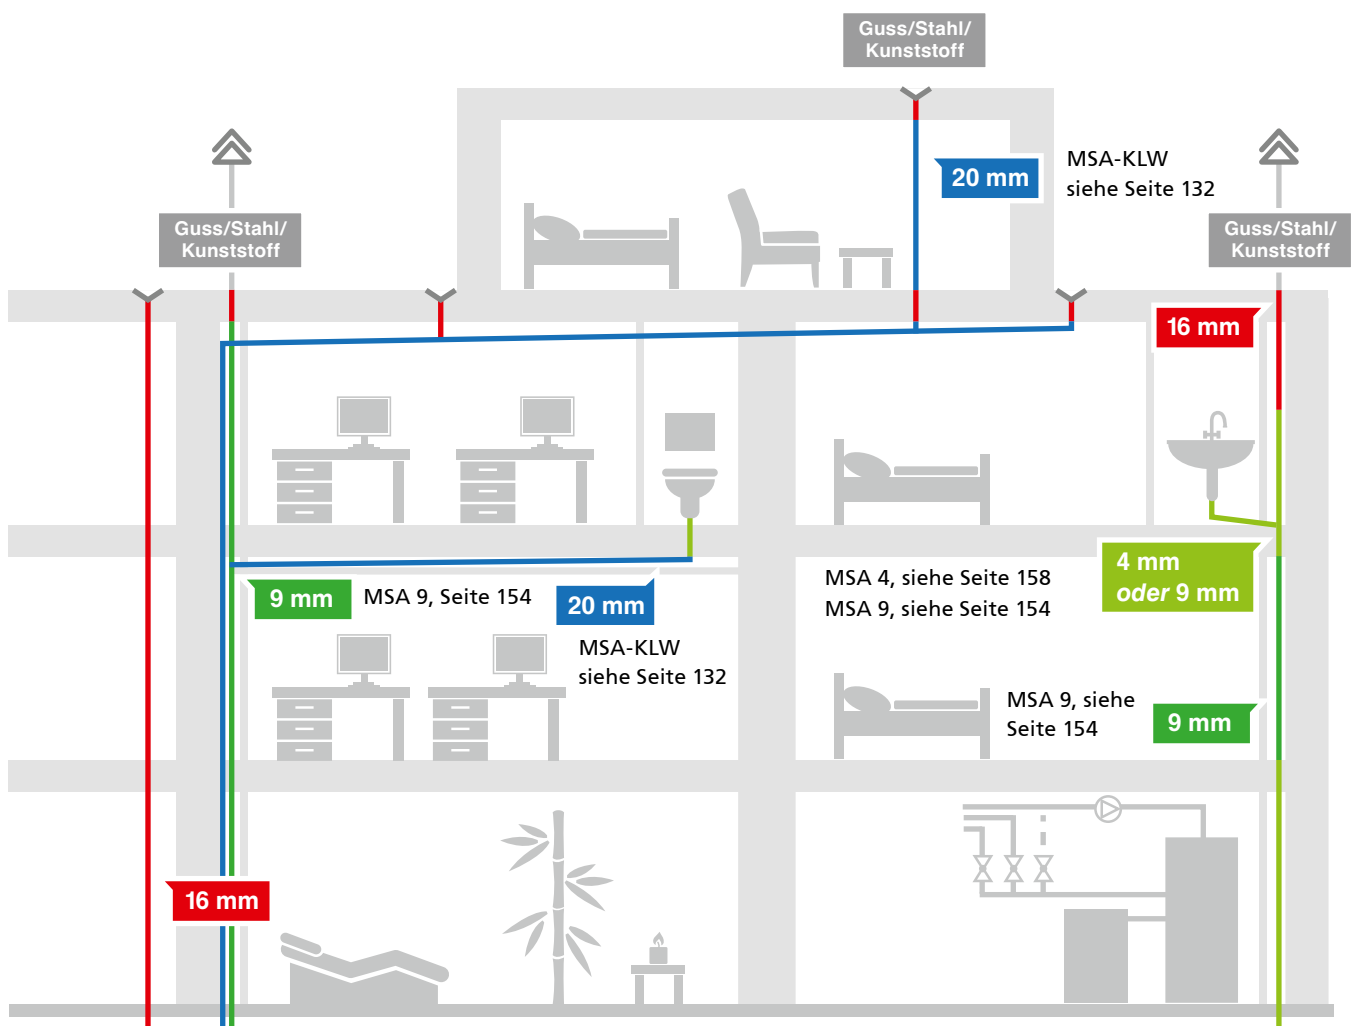 Guss/Stahl/
Kunststoff
20 mm
MSA-KLW
siehe Seite 132
Guss/Stahl/
Kunststoff
Guss/Stahl/
Kunststoff
16 mm
4 mm
oder 9 mm
MSA 4, siehe Seite 158
MSA 9, siehe Seite 154
9 mm
MSA 9, Seite 154
20 mm
MSA-KLW
siehe Seite 132
MSA 9, siehe
Seite 154
9 mm
16 mm